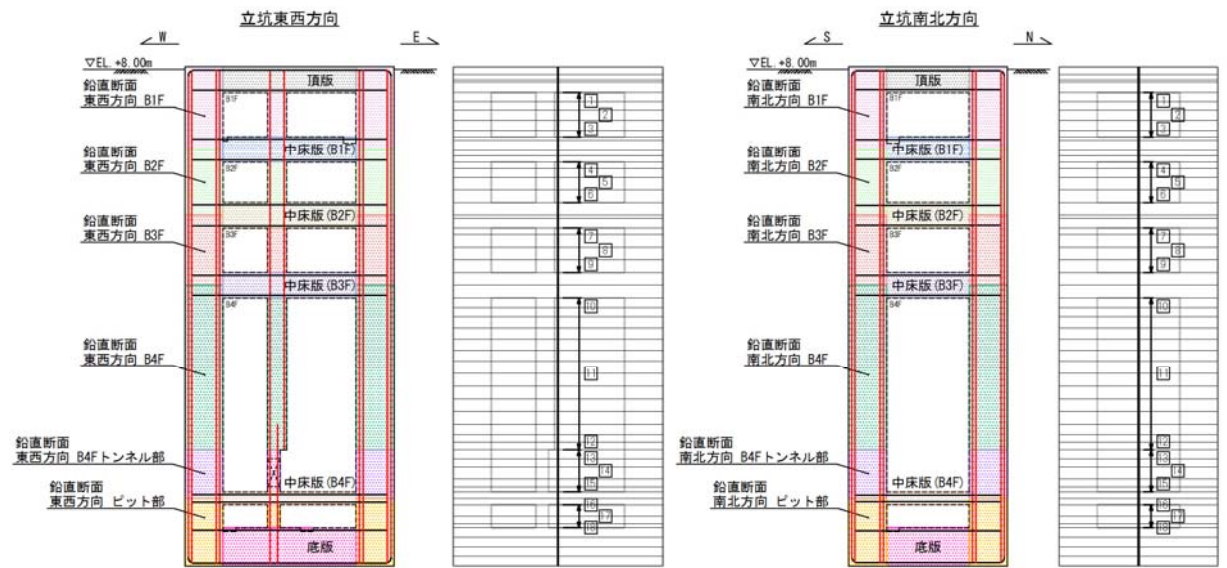 立坑東西方向
W
E
▽EL. +8.00m
鉛直断面
東西方向 B1F
頂版
B1F
中床版(B1F)
鉛直断面
東西方向 B2F
B2F
中床版(B2F)
鉛直断面
東西方向 B3F
B3F
中床版(B3F)
B4F
鉛直断面
東西方向 B4F
鉛直断面
東西方向 B4Fトンネル部
中床版(B4F)
鉛直断面
東西方向 ピット部
底版
1
2
3
4
5
6
7
8
9
10
11
12
13
14
15
16
17
18
立坑南北方向
S
N
▽EL. +8.00m
鉛直断面
南北方向 B1F
頂版
B1F
中床版(B1F)
鉛直断面
南北方向 B2F
B2F
中床版(B2F)
鉛直断面
南北方向 B3F
B3F
中床版(B3F)
B4F
鉛直断面
南北方向 B4F
鉛直断面
南北方向 B4Fトンネル部
中床版(B4F)
鉛直断面
南北方向 ピット部
底版
1
2
3
4
5
6
7
8
9
10
11
12
13
14
15
16
17
18